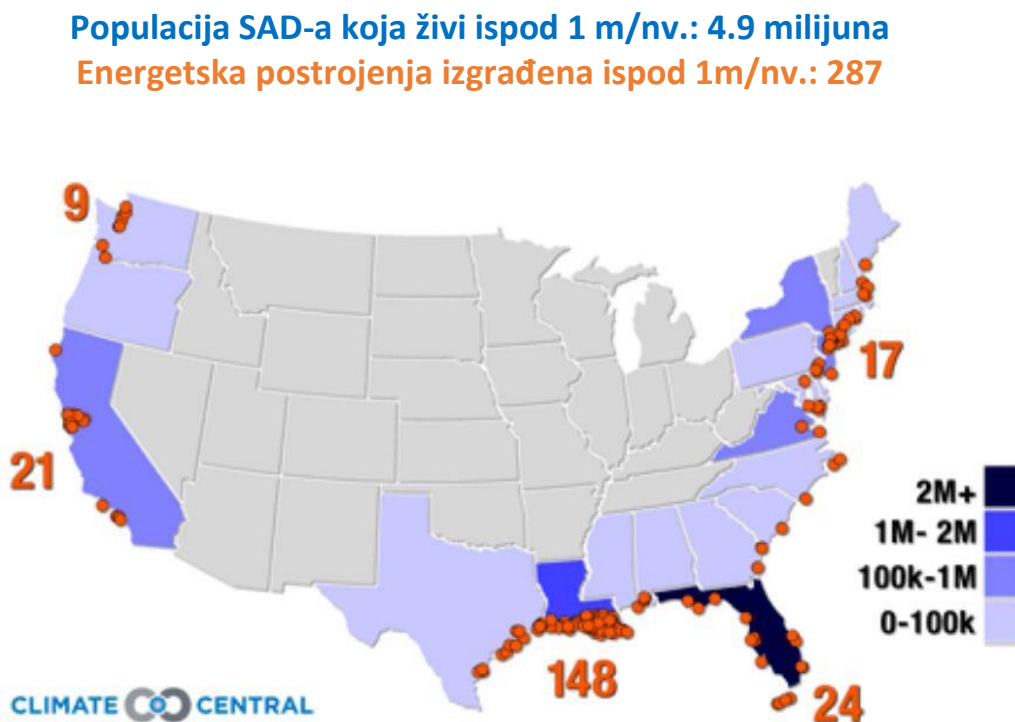 Populacija SAD-a koja živi ispod 1 m/nv.: 4.9 milijuna
Energetska postrojenja izgrađena ispod 1m/nv.: 287
9
17
21
2M+
1M- 2M
100k-1M
0-100k
148
24
CLIMATE CENTRAL